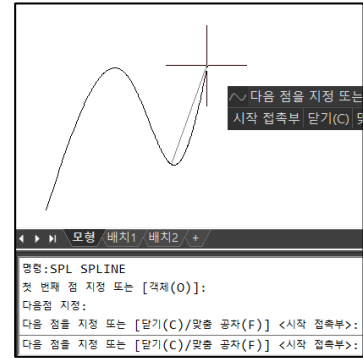 다음 점을 지정 또는
시작 접촉부 닫기(C)
모형 배치1 배치2 +
명령:SPL SPLINE
첫 번째 점 지정 또는 [객체(O)]:
다음점 지정:
다음 점을 지정 또는 [닫기(C)/맞춤 공차(F)] <시작 접촉부>:
다음 점을 지정 또는 [닫기(C)/맞춤 공차(F)] <시작 접촉부>: